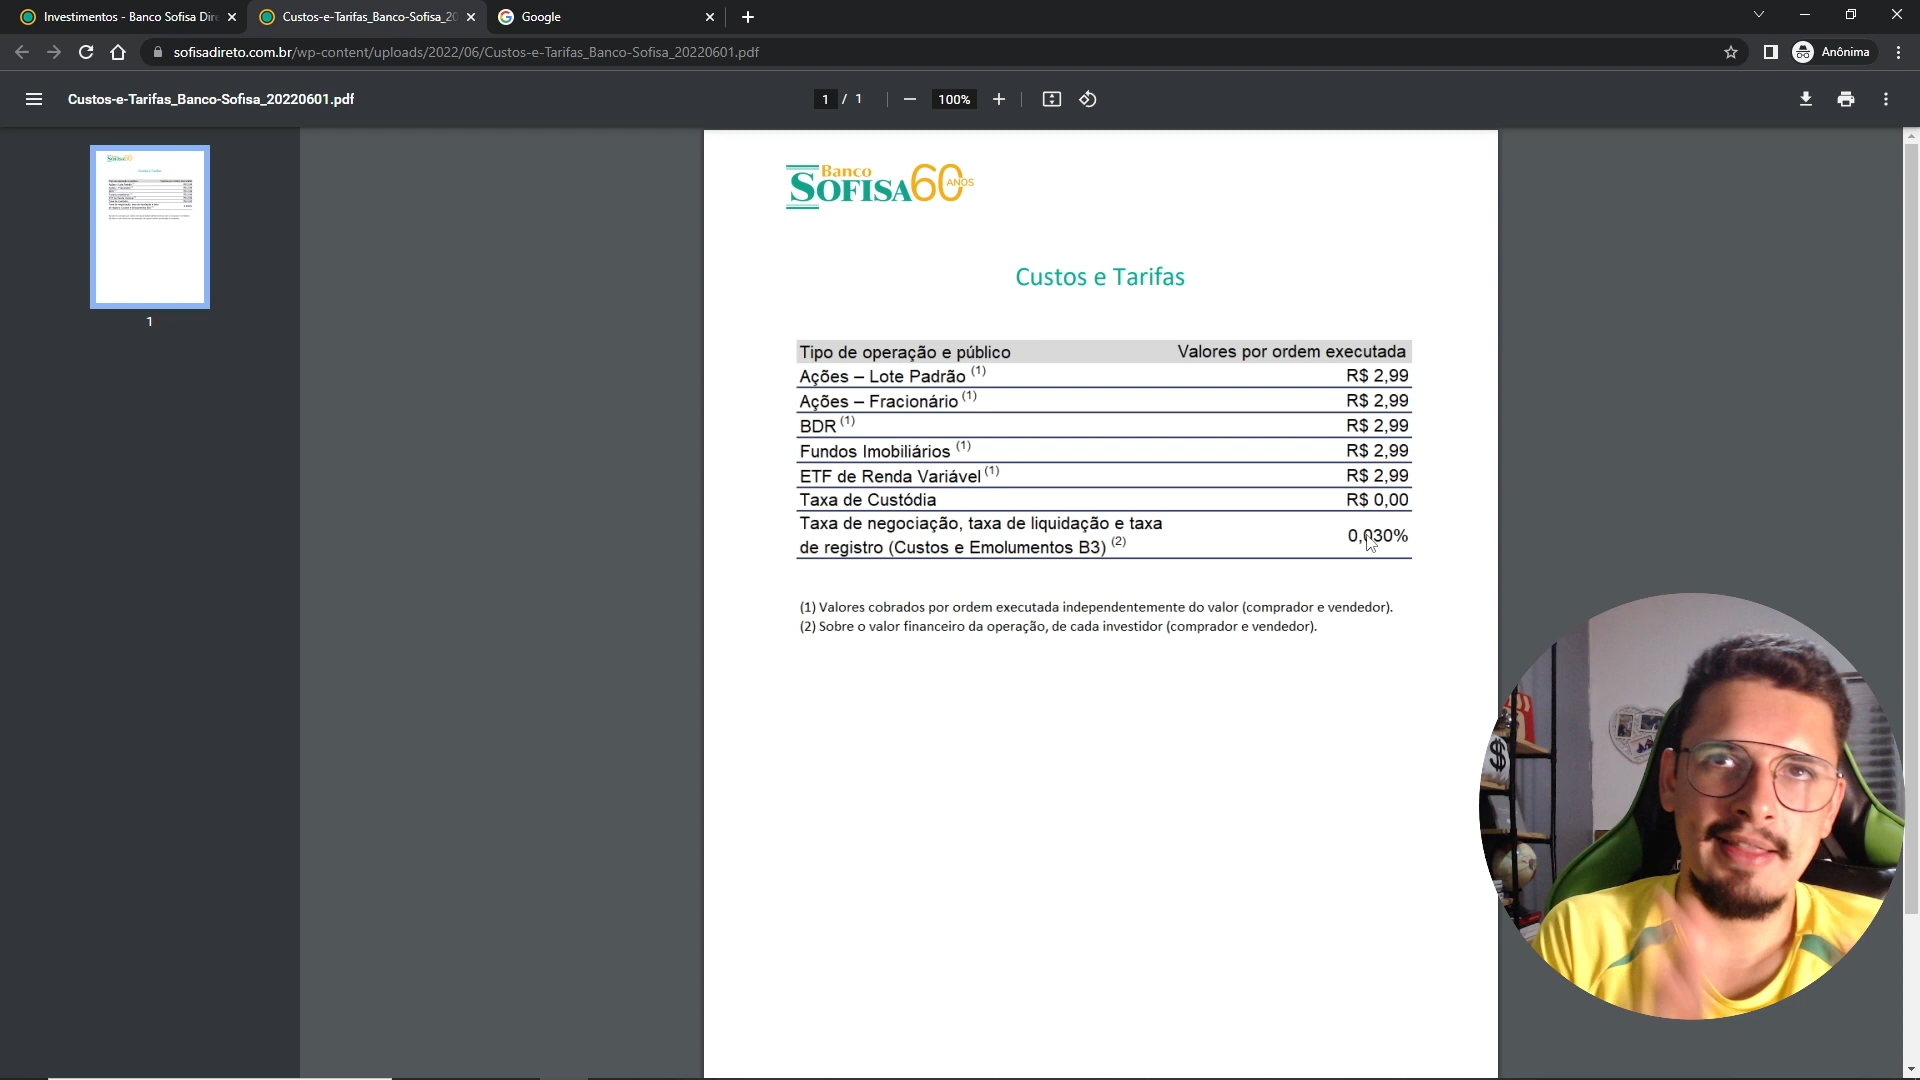 Investimentos - Banco Sofisa Dire
Custos-e-Tarifas_Banco-Sofisa_20
Google
sofisadireto.com.br/wp-content/uploads/2022/06/Custos-e-Tarifas_Banco-Sofisa_20220601.pdf
Anônima
Custos-e-Tarifas_Banco-Sofisa_20220601.pdf
1 / 1
100%
1
Banco
SOFISA 60 ANOS
Custos e Tarifas
Tipo de operação e público Valores por ordem executada
Ações – Lote Padrão (1) R$ 2,99
Ações – Fracionário (1) R$ 2,99
BDR (1) R$ 2,99
Fundos Imobiliários (1) R$ 2,99
ETF de Renda Variável (1) R$ 2,99
Taxa de Custódia R$ 0,00
Taxa de negociação, taxa de liquidação e taxa
de registro (Custos e Emolumentos B3) (2) 0,030%
(1) Valores cobrados por ordem executada independentemente do valor (comprador e vendedor).
(2) Sobre o valor financeiro da operação, de cada investidor (comprador e vendedor).
$